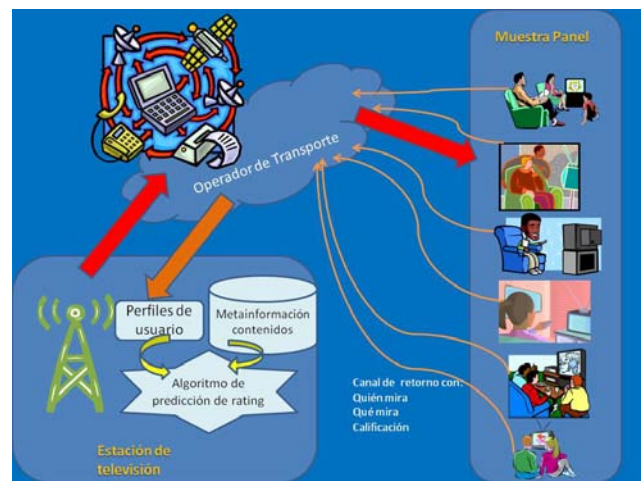 Muestra Panel
Operador de Transporte
Perfiles de
usuario
Metainformación
contenidos
Algoritmo de
predicción de rating
Estación de
televisión
Canal de retorno con:
Quién mira
Qué mira
Calificación